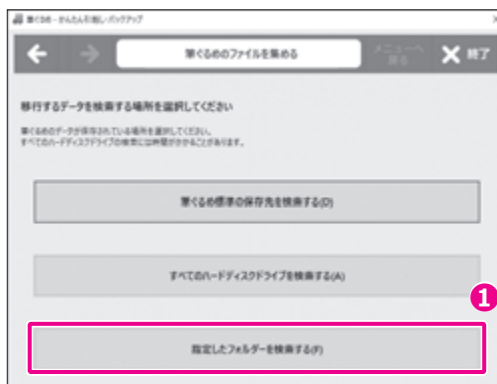 筆ぐるめ - かんたん引越し・バックアップ
筆ぐるめのファイルを集める
メニューへ
戻る
終了
移行するデータを検索する場所を選択してください
筆ぐるめのデータが保存されている場所を選択してください。
すべてのハードディスクドライブの検索には時間がかかることがあります。
筆ぐるめ標準の保存先を検索する(D)
すべてのハードディスクドライブを検索する(A)
1
指定したフォルダーを検索する(F)